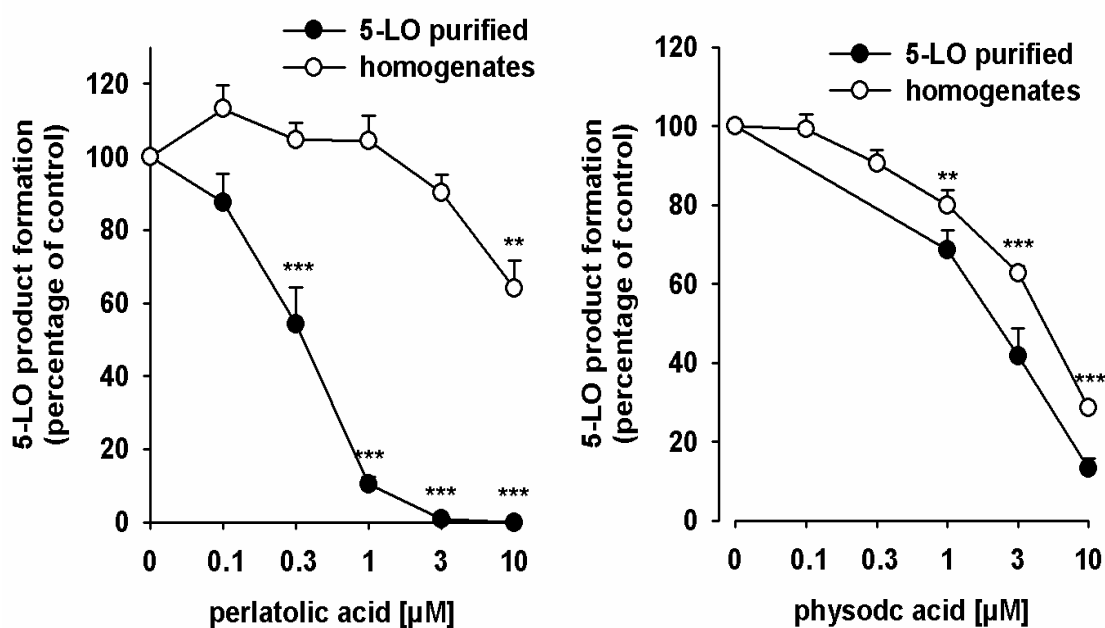 5-LO purified
homogenates
120
100
80
60
40
20
0
5-LO product formation
(percentage of control)
**
***
***
***
***
0 0.1 0.3 1 3 10
perlatolic acid [µM]
5-LO purified
homogenates
120
100
80
60
40
20
0
5-LO product formation
(percentage of control)
**
***
***
0 0.1 0.3 1 3 10
physodc acid [µM]